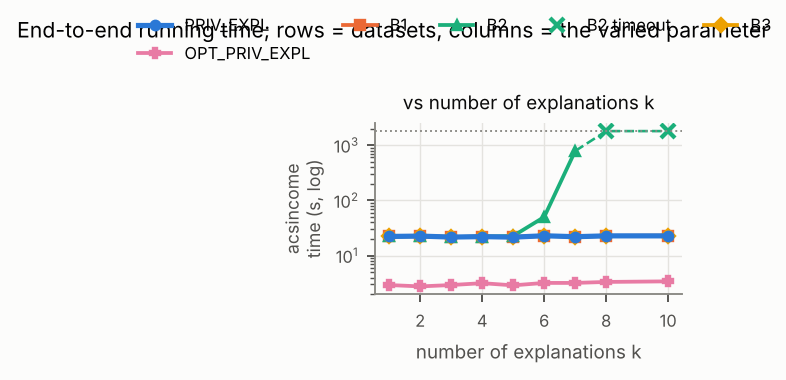 End-to-end running time; rows = datasets, columns = the varied parameter
PRIV_EXPL B1 B2 B2 timeout B3
OPT_PRIV_EXPL
vs number of explanations k
acsincome
time (s, log)
10³
10²
10¹
2 4 6 8 10
number of explanations k